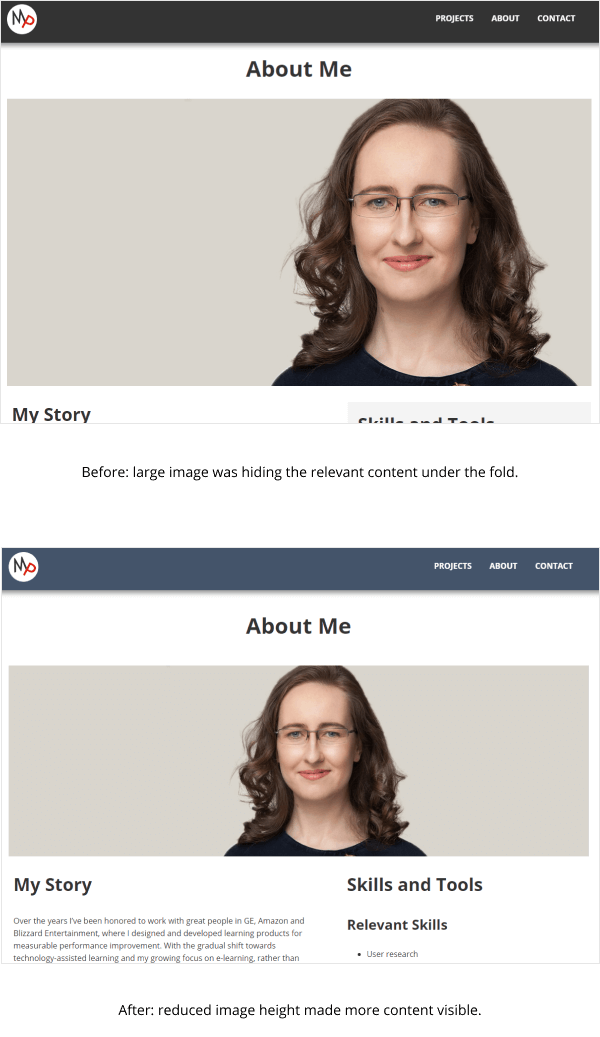 Mp
PROJECTS ABOUT CONTACT
About Me
My Story
Skills and Tools
Before: large image was hiding the relevant content under the fold.
Mp
PROJECTS ABOUT CONTACT
About Me
My Story
Skills and Tools
Over the years I've been honored to work with great people in GE, Amazon and
Blizzard Entertainment, where I designed and developed learning products for
measurable performance improvement. With the gradual shift towards
technology-assisted learning and my growing focus on e-learning, rather than
Relevant Skills
• User research
After: reduced image height made more content visible.